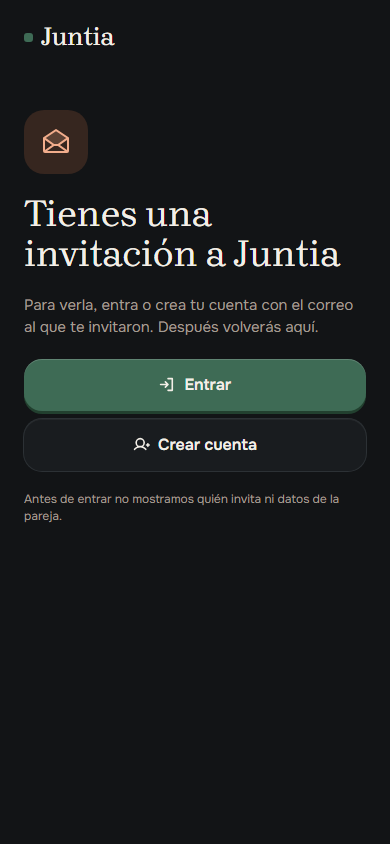 Juntia
Tienes una
invitación a Juntia
Para verla, entra o crea tu cuenta con el correo
al que te invitaron. Después volverás aquí.
Entrar
Crear cuenta
Antes de entrar no mostramos quién invita ni datos de la
pareja.